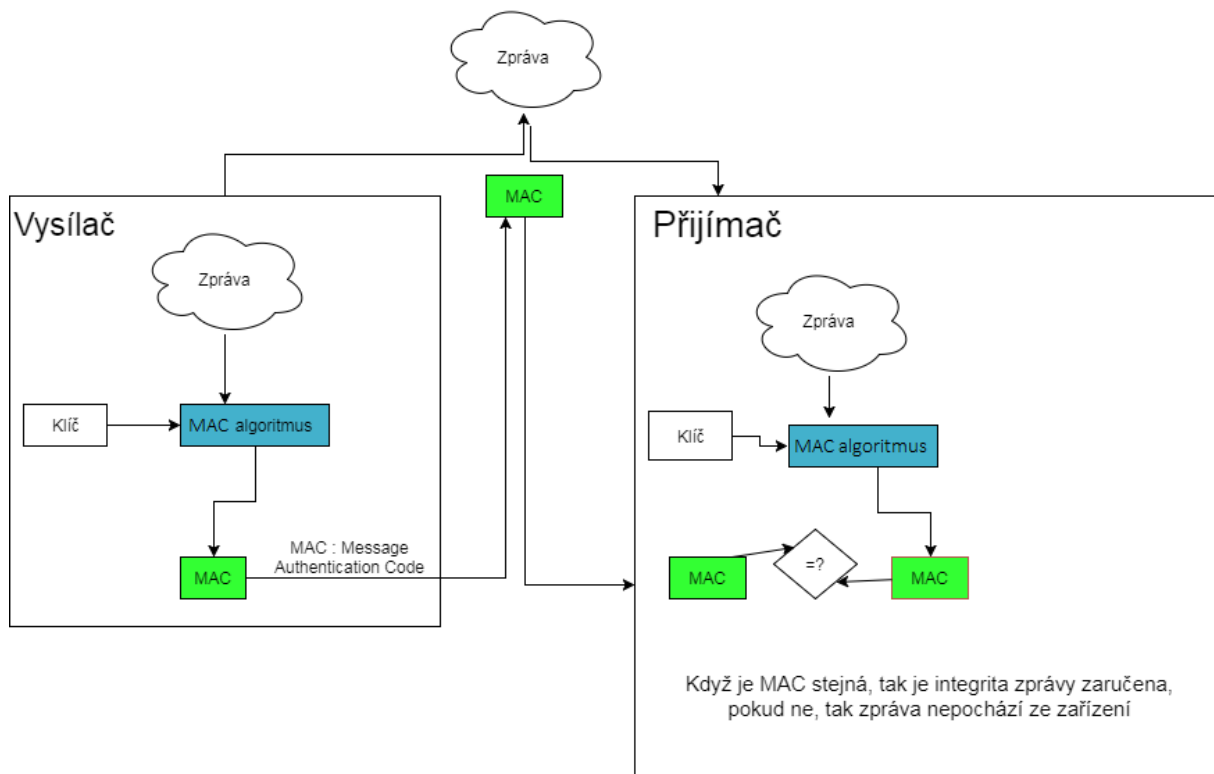 Zpráva
MAC
Vysílač
Zpráva
Klíč
MAC algoritmus
MAC
MAC : Message
Authentication Code
Přijímač
Zpráva
Klíč
MAC algoritmus
MAC
=?
MAC
Když je MAC stejná, tak je integrita zprávy zaručena,
pokud ne, tak zpráva nepochází ze zařízení